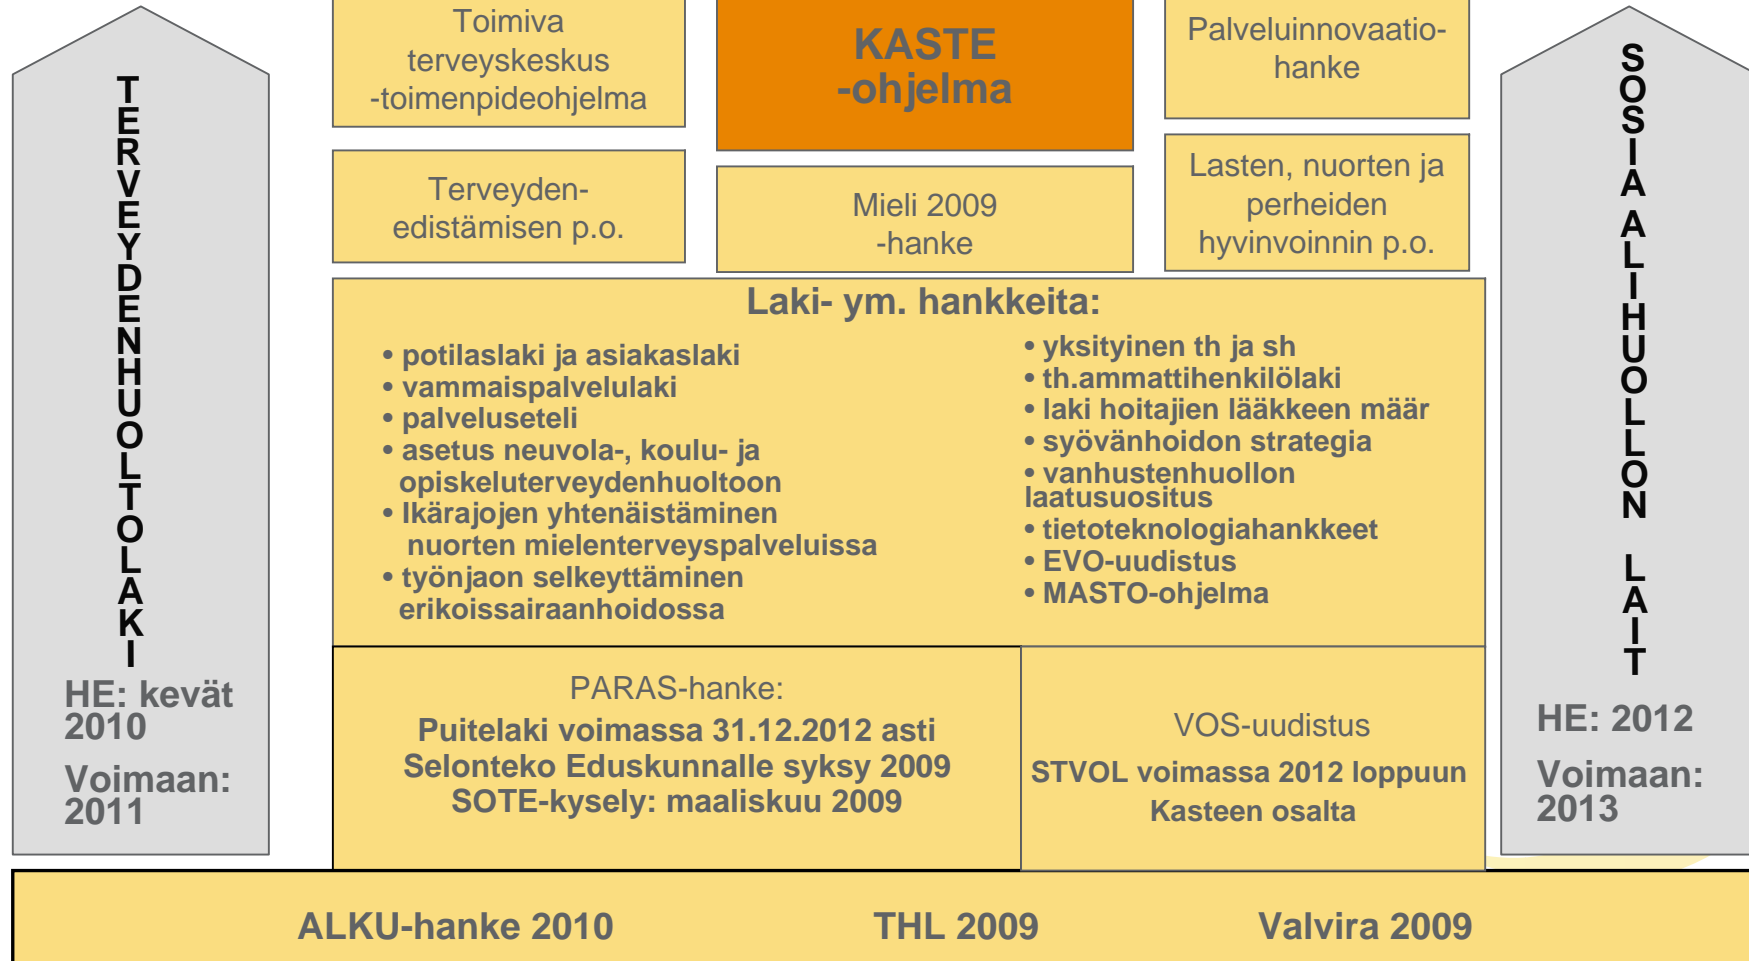 TERVEYDENHUOLTOLAKI
HE: kevät
2010
Voimaan:
2011
Toimiva
terveyskeskus
-toimenpideohjelma
KASTE
-ohjelma
Palveluinnovaatio-
hanke
Terveyden-
edistämisen p.o.
Mieli 2009
-hanke
Lasten, nuorten ja
perheiden
hyvinvoinnin p.o.
Laki- ym. hankkeita:
• potilaslaki ja asiakaslaki
• vammaispalvelulaki
• palveluseteli
• asetus neuvola-, koulu- ja
opiskeluterveydenhuoltoon
• Ikärajojen yhtenäistäminen
nuorten mielenterveyspalveluissa
• työnjaon selkeyttäminen
erikoissairaanhoidossa
• yksityinen th ja sh
• th.ammattihenkilölaki
• laki hoitajien lääkkeen määr
• syövänhoidon strategia
• vanhustenhuollon
laatusuositus
• tietoteknologiahankkeet
• EVO-uudistus
• MASTO-ohjelma
PARAS-hanke:
Puitelaki voimassa 31.12.2012 asti
Selonteko Eduskunnalle syksy 2009
SOTE-kysely: maaliskuu 2009
VOS-uudistus
STVOL voimassa 2012 loppuun
Kasteen osalta
SOSIAALIHUOLLON LAIT
HE: 2012
Voimaan:
2013
ALKU-hanke 2010 THL 2009 Valvira 2009